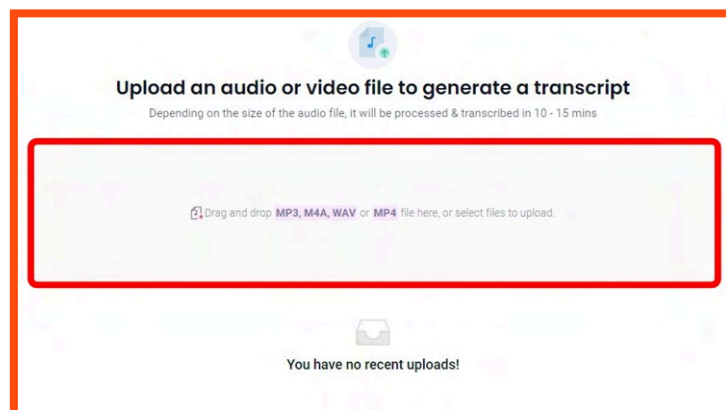 Upload an audio or video file to generate a transcript
Depending on the size of the audio file, it will be processed & transcribed in 10 - 15 mins
Drag and drop MP3, M4A, WAV or MP4 file here, or select files to upload.
You have no recent uploads!